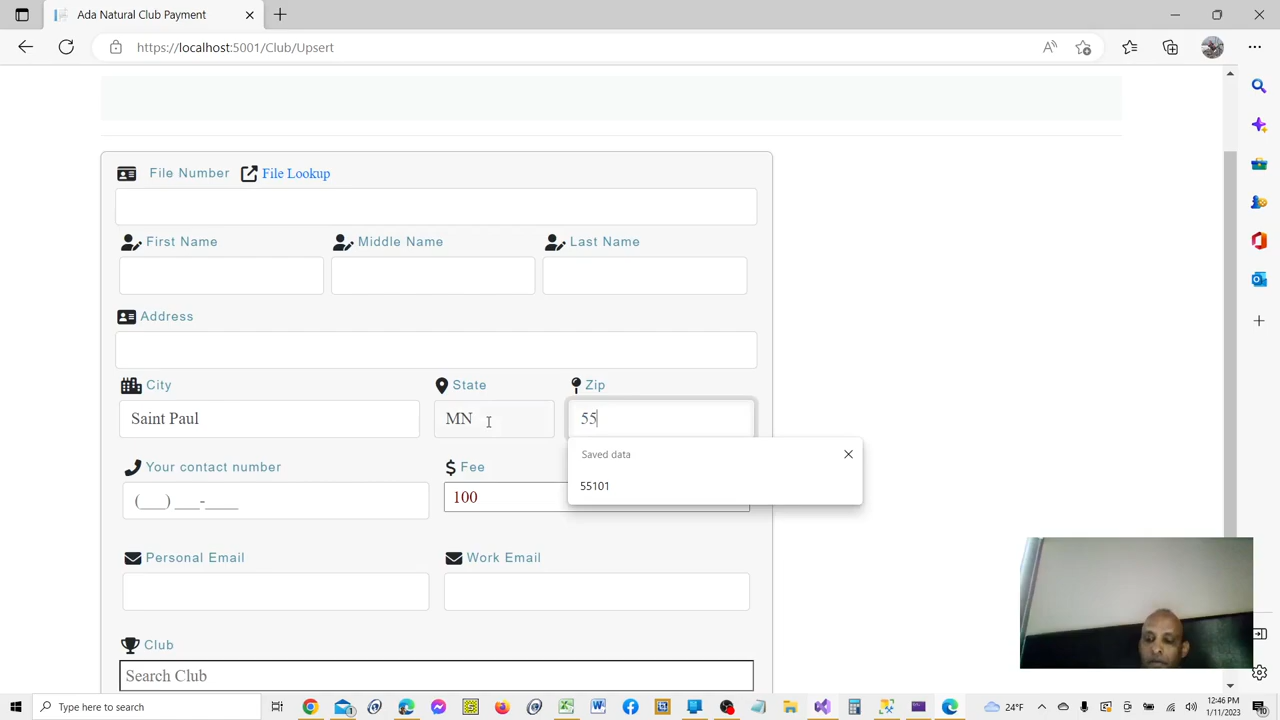 Ada Natural Club Payment
https://localhost:5001/Club/Upsert
File Number File Lookup
First Name Middle Name Last Name
Address
City State Zip
Saint Paul MN 55
Saved data
55101
Your contact number Fee
(___) ___-____ 100
Personal Email Work Email
Club
Search Club
Type here to search
24°F
12:46 PM
1/11/2023